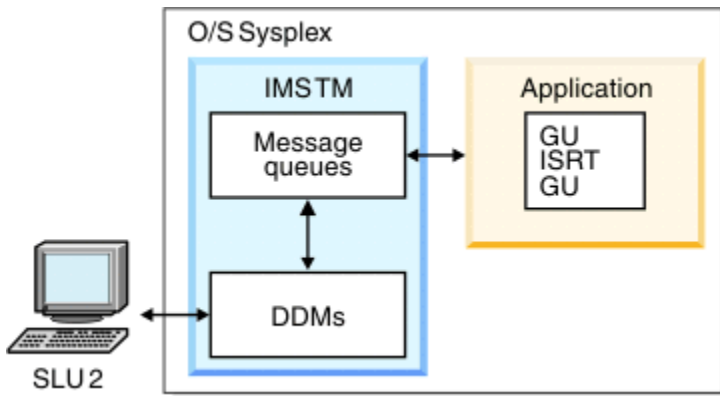 O/S Sysplex
IMS TM
Message
queues
DDMs
Application
GU
ISRT
GU
SLU 2